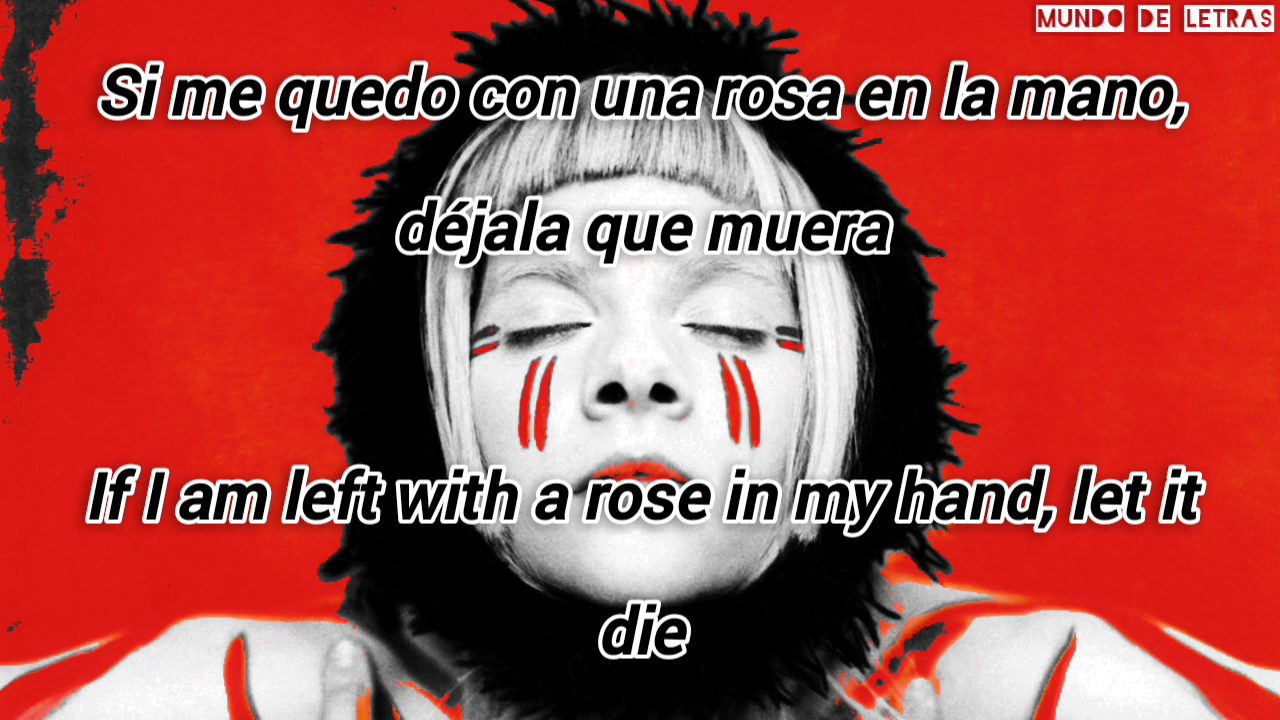 MUNDO DE LETRAS
Si me quedo con una rosa en la mano,
déjala que muera
If I am left with a rose in my hand, let it
die